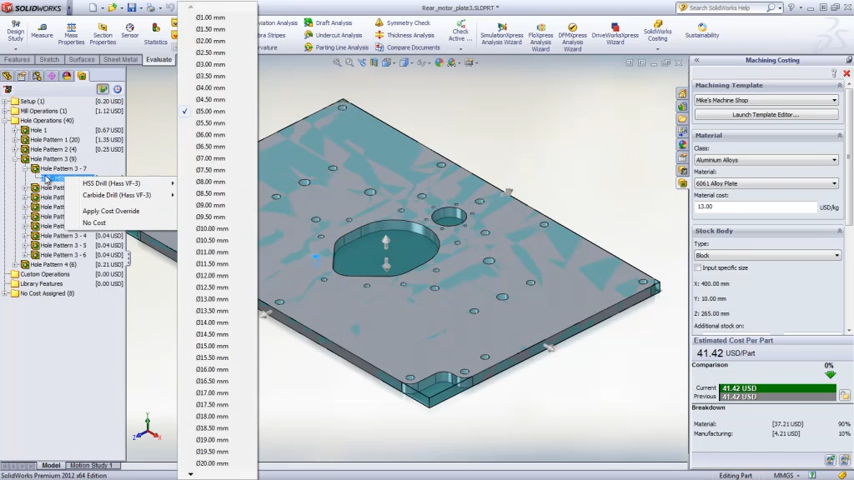 SOLIDWORKS
Rear_motor_plate3.SLDPRT *
Search SolidWorks Help
Design Study
Measure
Mass Properties
Section Properties
Sensor
Statistics
Deviation Analysis
Draft Analysis
Undercut Analysis
Parting Line Analysis
Symmetry Check
Thickness Analysis
Compare Documents
Check Active ...
SimulationXpress Analysis Wizard
FloXpress Analysis Wizard
DFMXpress Analysis Wizard
DriveWorksXpress Wizard
Sustainability
Features
Sketch
Sheet Metal
Evaluate
Setup (1) [0.20 USD]
Mill Operations (1) [1.12 USD]
Hole Operations (40)
Hole 1 [0.67 USD]
Hole Pattern 1 (20) [1.35 USD]
Hole Pattern 2 (4) [0.25 USD]
Hole Pattern 3 (9)
Hole Pattern 3 - 7
Hole Pattern 3 - 4 [0.04 USD]
Hole Pattern 3 - 5 [0.04 USD]
Hole Pattern 3 - 6 [0.04 USD]
Hole Pattern 4 (6) [0.21 USD]
Custom Operations [0.00 USD]
Library Features [0.00 USD]
No Cost Assigned (8) [0.00 USD]
HSS Drill (Hass VF-3)
Carbide Drill (Hass VF-3)
Apply Cost Override
No Cost
Ø1.00 mm
Ø1.50 mm
Ø2.00 mm
Ø2.50 mm
Ø3.00 mm
Ø3.50 mm
Ø4.00 mm
Ø4.50 mm
Ø5.00 mm
Ø5.50 mm
Ø6.00 mm
Ø6.50 mm
Ø7.00 mm
Ø7.50 mm
Ø8.00 mm
Ø8.50 mm
Ø9.00 mm
Ø9.50 mm
Ø10.00 mm
Ø10.50 mm
Ø11.00 mm
Ø11.50 mm
Ø12.00 mm
Ø12.50 mm
Ø13.00 mm
Ø13.50 mm
Ø14.00 mm
Ø14.50 mm
Ø15.00 mm
Ø15.50 mm
Ø16.00 mm
Ø16.50 mm
Ø17.00 mm
Ø17.50 mm
Ø18.00 mm
Ø18.50 mm
Ø19.00 mm
Ø19.50 mm
Ø20.00 mm
Machining Costing
Machining Template
Mike's Machine Shop
Launch Template Editor...
Material
Class:
Aluminium Alloys
Material:
6061 Alloy Plate
Material cost:
13.00 USD/kg
Stock Body
Type:
Block
Input specific size
X: 400.00 mm
Y: 10.00 mm
Z: 265.00 mm
Additional stock on:
Estimated Cost Per Part
41.42 USD/Part
Comparison 0%
Current 41.42 USD
Previous 41.42 USD
Breakdown
Material: [37.21 USD] 90%
Manufacturing: [4.21 USD] 10%
Y
X
Z
Model
Motion Study 1
SolidWorks Premium 2012 x64 Edition
Editing Part
MMGS